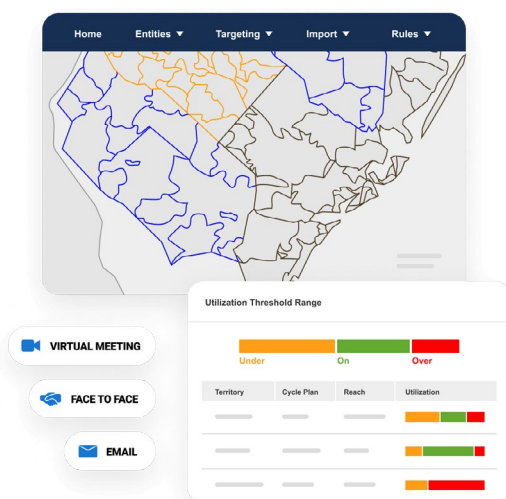 Home Entities ▼ Targeting ▼ Import ▼ Rules ▼
Utilization Threshold Range
Under On Over
Territory Cycle Plan Reach Utilization
VIRTUAL MEETING
FACE TO FACE
EMAIL